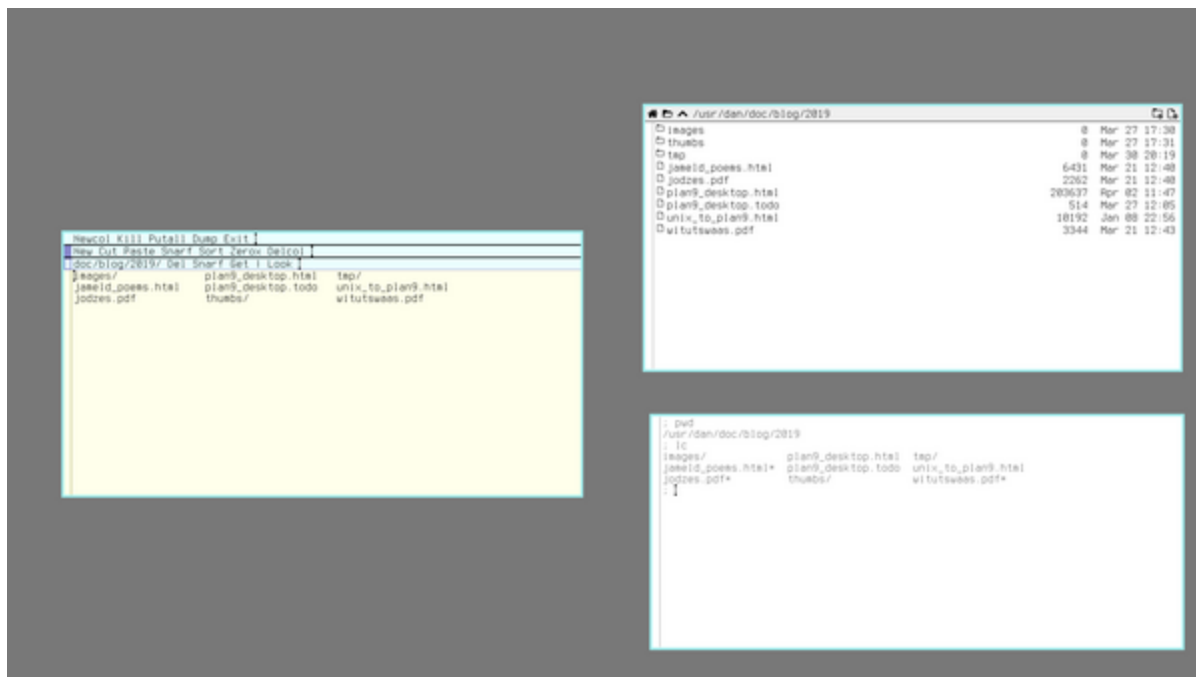 Newcol Kill Putall Dump Exit
New Cut Paste Snarf Sort Zerox Delcol
doc/blog/2019/ Del Snarf Get | Look
images/ plan9_desktop.html tmp/
jameld_poems.html plan9_desktop.todo unix_to_plan9.html
jodzes.pdf thumbs/ witutswaas.pdf
/usr/dan/doc/blog/2019
images 0 Mar 27 17:30
thumbs 0 Mar 27 17:31
tmp 0 Mar 30 20:19
jameld_poems.html 6431 Mar 21 12:40
jodzes.pdf 2262 Mar 21 12:40
plan9_desktop.html 203637 Apr 02 11:47
plan9_desktop.todo 514 Mar 27 12:05
unix_to_plan9.html 10192 Jan 08 22:56
witutswaas.pdf 3344 Mar 21 12:43
; pwd
/usr/dan/doc/blog/2019
; lc
images/ plan9_desktop.html tmp/
jameld_poems.html* plan9_desktop.todo unix_to_plan9.html
jodzes.pdf* thumbs/ witutswaas.pdf*
;